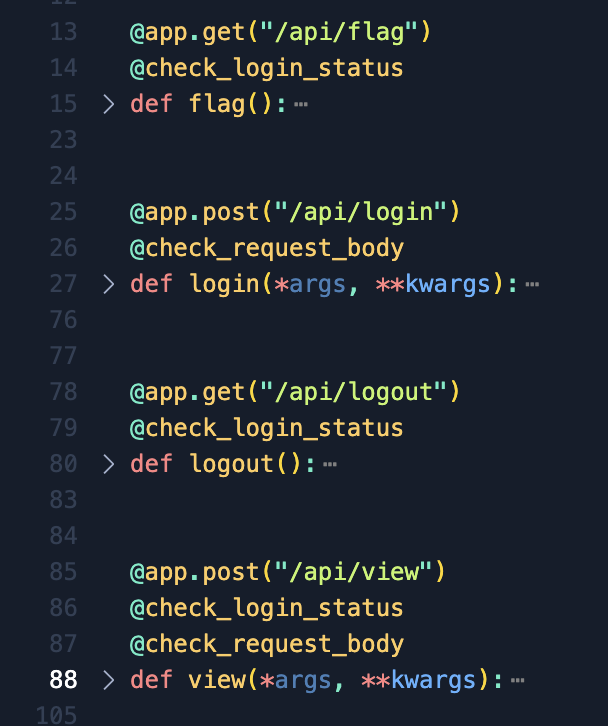 12
13 @app.get("/api/flag")
14 @check_login_status
15 > def flag():⋯
23
24
25 @app.post("/api/login")
26 @check_request_body
27 > def login(*args, **kwargs):⋯
76
77
78 @app.get("/api/logout")
79 @check_login_status
80 > def logout():⋯
83
84
85 @app.post("/api/view")
86 @check_login_status
87 @check_request_body
88 > def view(*args, **kwargs):⋯
105